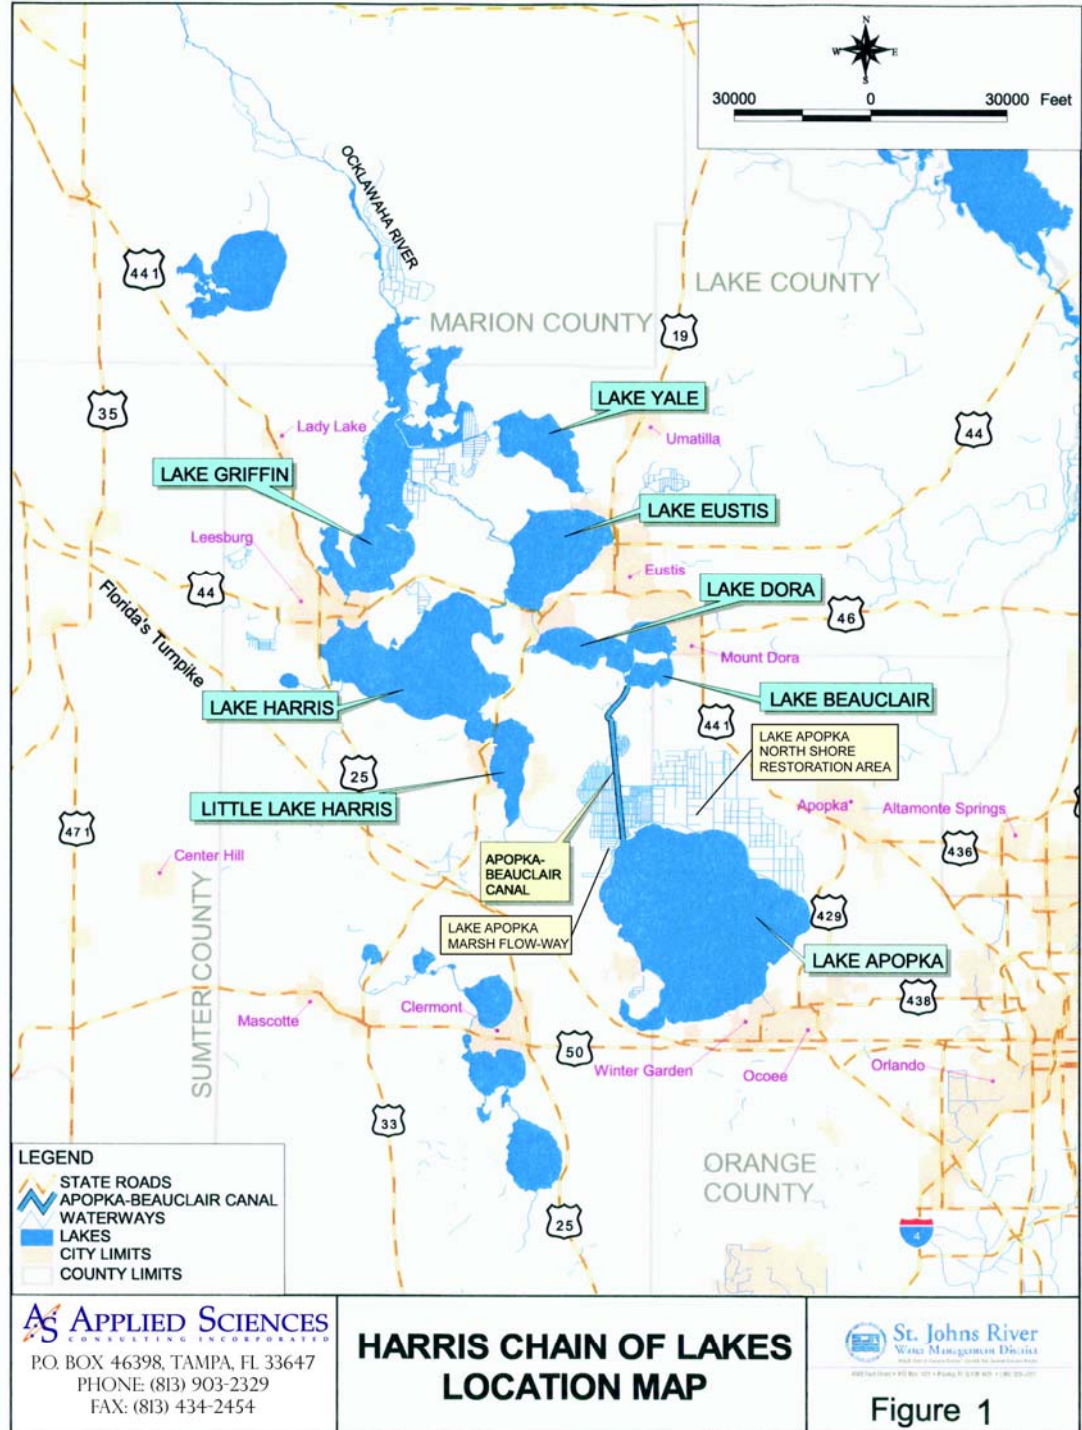 N
W E
S
30000 0 30000 Feet
OCKLAWAHA RIVER
441
LAKE COUNTY
MARION COUNTY
19
35
LAKE YALE
44
Lady Lake
Umatilla
LAKE GRIFFIN
LAKE EUSTIS
Leesburg
Eustis
44
LAKE DORA
Florida's Turnpike
46
Mount Dora
LAKE HARRIS
LAKE BEAUCLAIR
441
LAKE APOPKA
NORTH SHORE
RESTORATION AREA
25
LITTLE LAKE HARRIS
Apopka
Altamonte Springs
471
436
Center Hill
APOPKA-
BEAUCLAIR
CANAL
429
LAKE APOPKA
MARSH FLOW-WAY
LAKE APOPKA
SUMTER COUNTY
438
Clermont
Mascotte
50
Winter Garden
Ocoee
Orlando
33
ORANGE
COUNTY
25
4
LEGEND
STATE ROADS
APOPKA-BEAUCLAIR CANAL
WATERWAYS
LAKES
CITY LIMITS
COUNTY LIMITS
AS APPLIED SCIENCES
CONSULTING INCORPORATED
P.O. BOX 46398, TAMPA, FL 33647
PHONE: (813) 903-2329
FAX: (813) 434-2454
HARRIS CHAIN OF LAKES
LOCATION MAP
St. Johns River
Water Management District
Figure 1